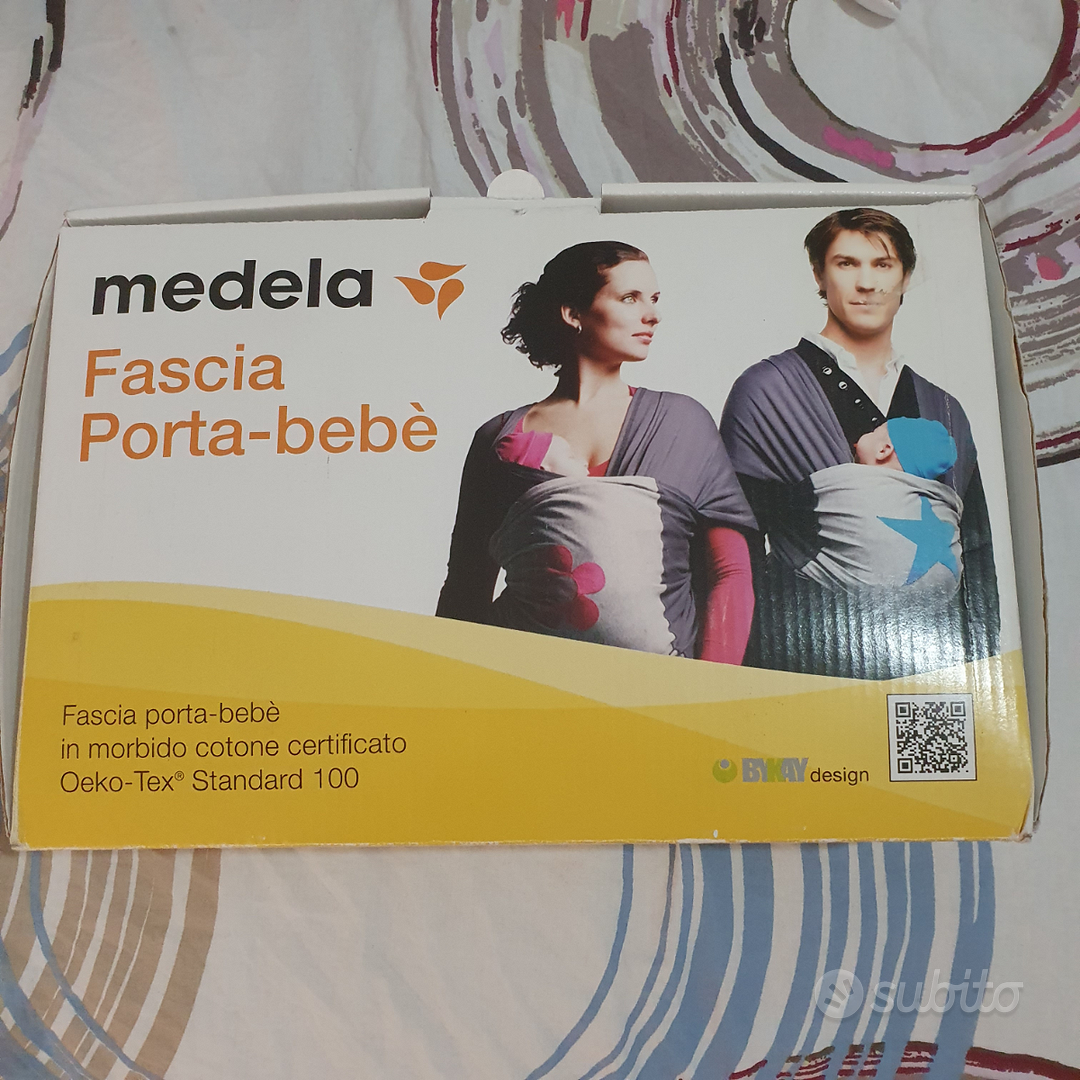 medela
Fascia
Porta-bebè
Fascia porta-bebè
in morbido cotone certificato
Oeko-Tex® Standard 100
BYKAY design
subito